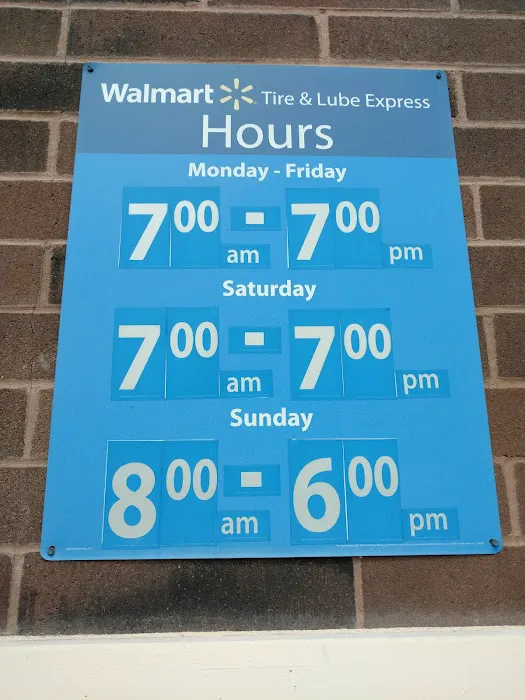 Walmart Tire & Lube Express
Hours
Monday - Friday
7 00 am - 7 00 pm
Saturday
7 00 am - 7 00 pm
Sunday
8 00 am - 6 00 pm